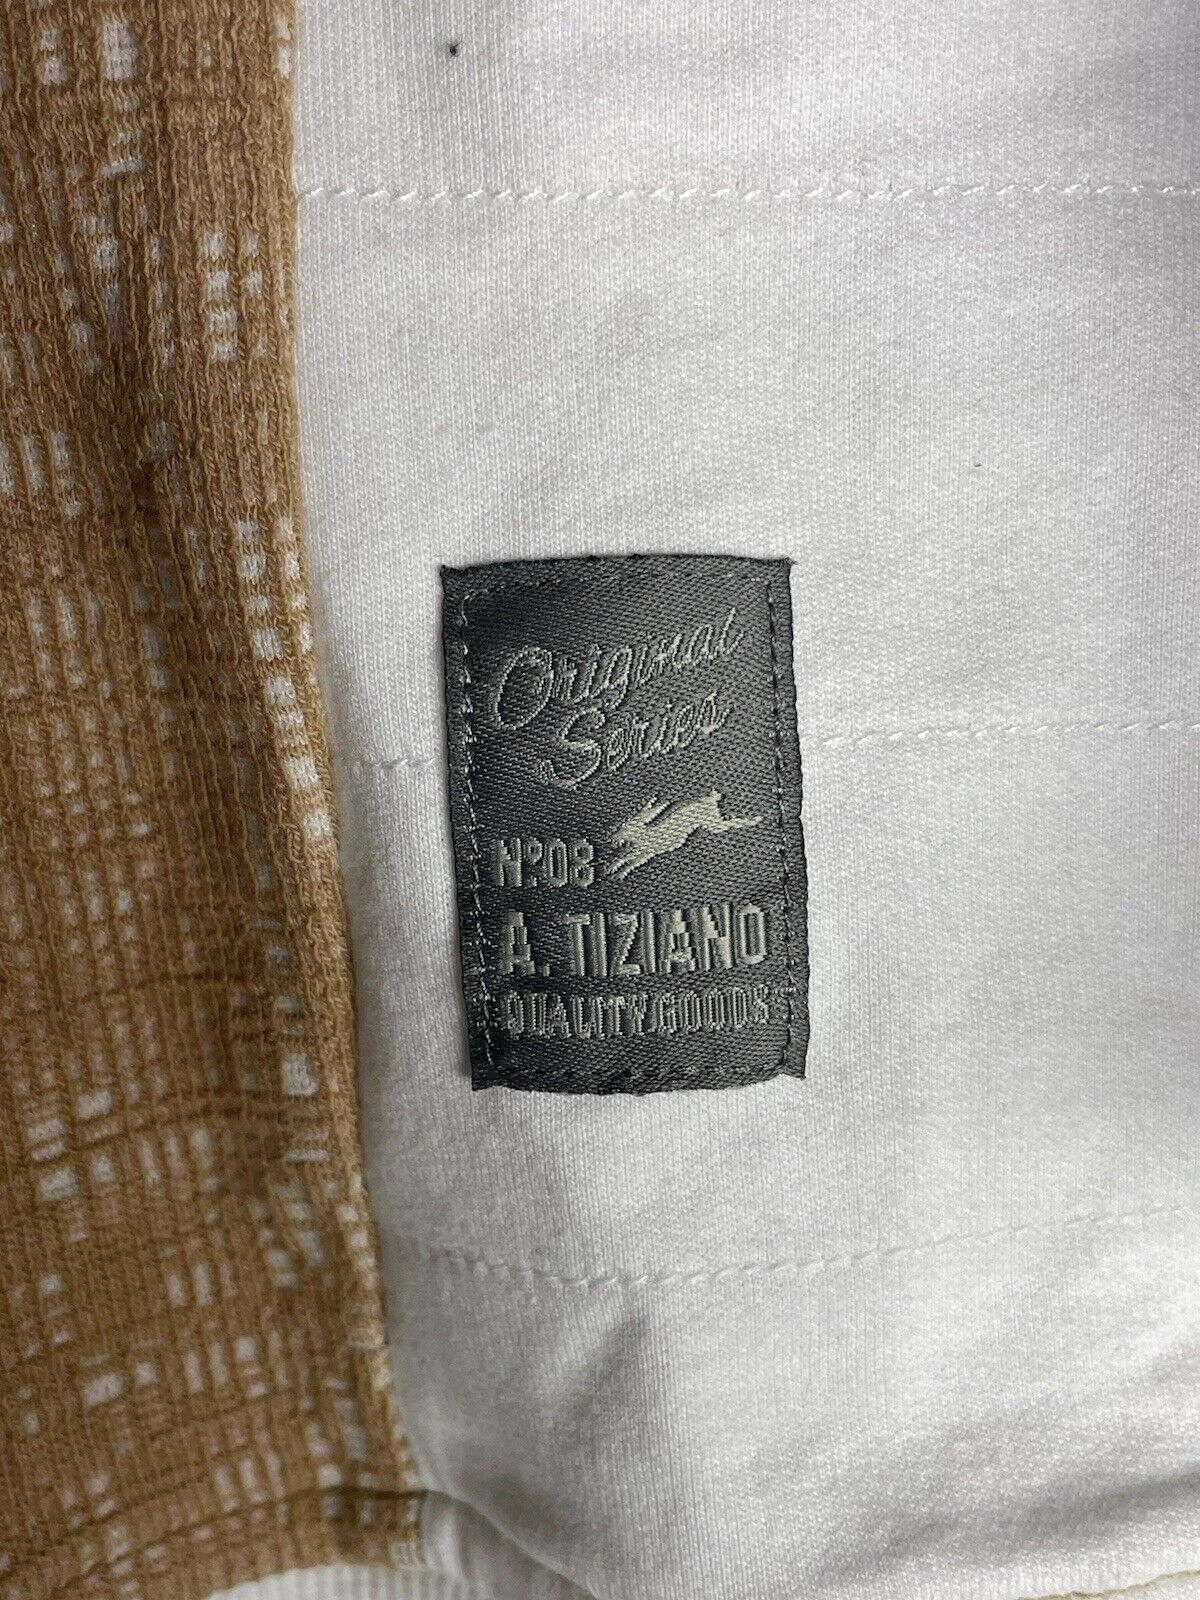 Original
Series
Nº.08
A. TIZIANO
QUALITY.GOODS